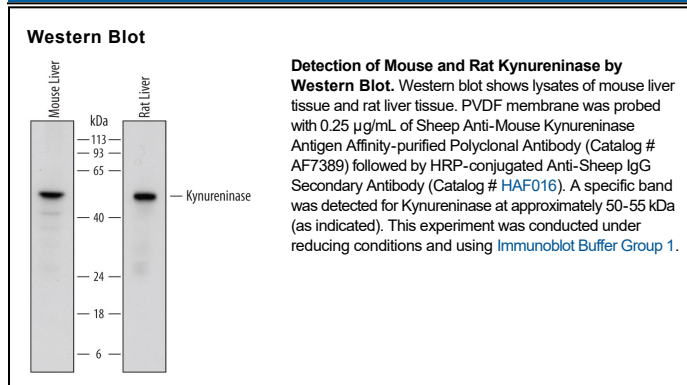 Western Blot
Mouse Liver
Rat Liver
kDa
113
93
65
40
24
18
6
Kynureninase
Detection of Mouse and Rat Kynureninase by
Western Blot. Western blot shows lysates of mouse liver
tissue and rat liver tissue. PVDF membrane was probed
with 0.25 µg/mL of Sheep Anti-Mouse Kynureninase
Antigen Affinity-purified Polyclonal Antibody (Catalog #
AF7389) followed by HRP-conjugated Anti-Sheep IgG
Secondary Antibody (Catalog # HAF016). A specific band
was detected for Kynureninase at approximately 50-55 kDa
(as indicated). This experiment was conducted under
reducing conditions and using Immunoblot Buffer Group 1.